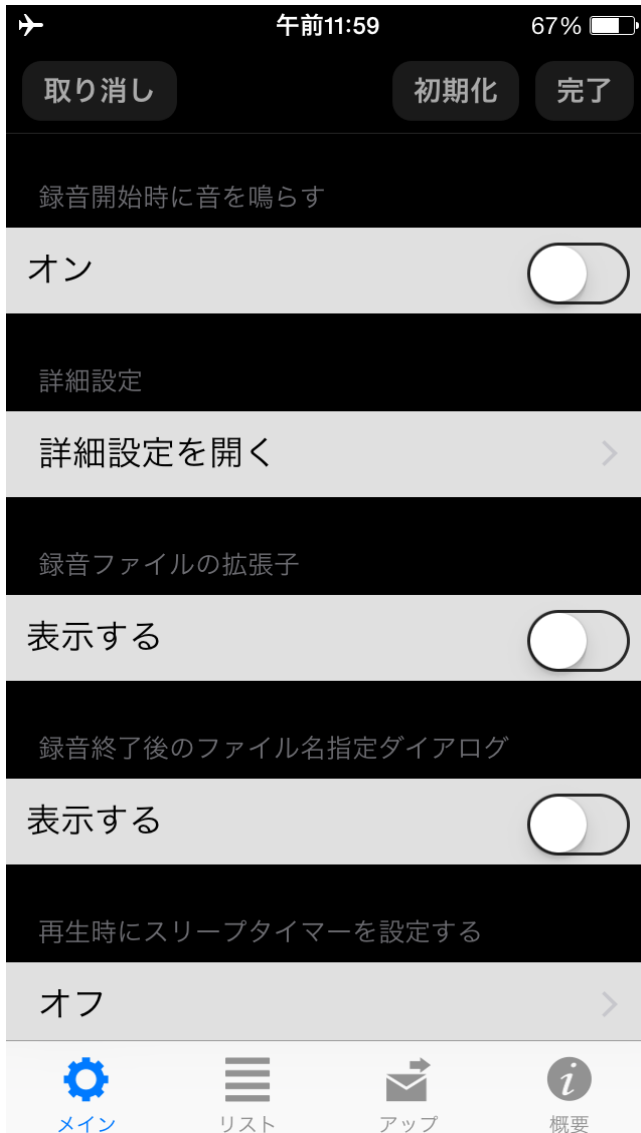 午前11:59
67%
取り消し
初期化
完了
録音開始時に音を鳴らす
オン
詳細設定
詳細設定を開く
録音ファイルの拡張子
表示する
録音終了後のファイル名指定ダイアログ
表示する
再生時にスリープタイマーを設定する
オフ
メイン
リスト
アップ
概要